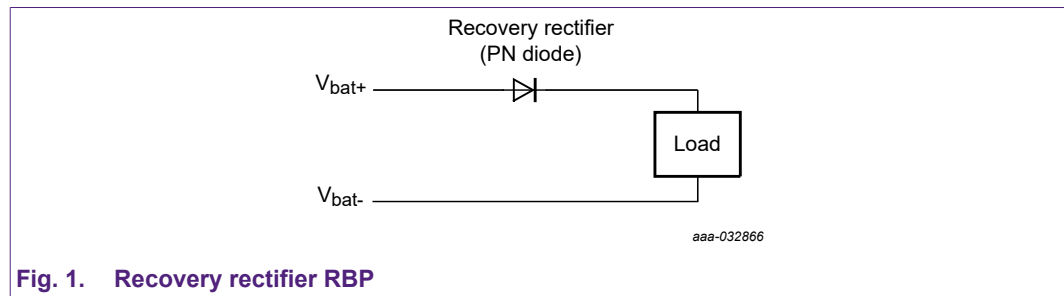 Recovery rectifier
(PN diode)
Vbat+
Load
Vbat-
aaa-032866
Fig. 1. Recovery rectifier RBP